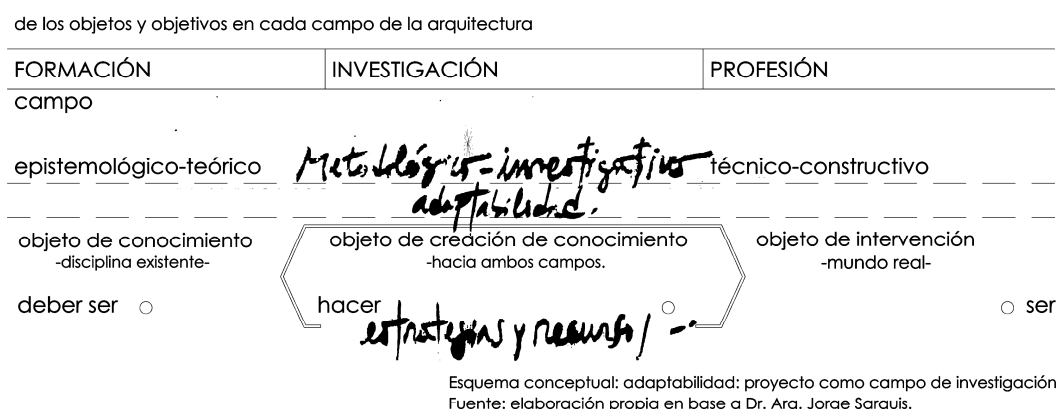 de los objetos y objetivos en cada campo de la arquitectura
FORMACIÓN INVESTIGACIÓN PROFESIÓN
campo
epistemológico-teórico Metodológico-investigativo técnico-constructivo
adaptabilidad.
objeto de conocimiento objeto de creación de conocimiento objeto de intervención
-disciplina existente- -hacia ambos campos. -mundo real-
deber ser hacer ser
estrategias y recursos
Esquema conceptual: adaptabilidad: proyecto como campo de investigación
Fuente: elaboración propia en base a Dr. Arq. Jorge Sarquis.